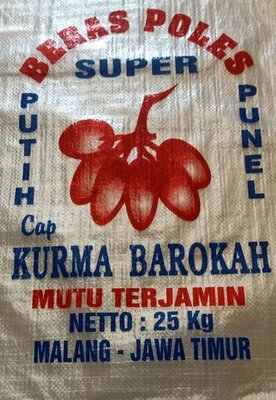 BERAS POLES
SUPER
PUTIH
PUNEL
Cap
KURMA BAROKAH
MUTU TERJAMIN
NETTO : 25 Kg
MALANG - JAWA TIMUR